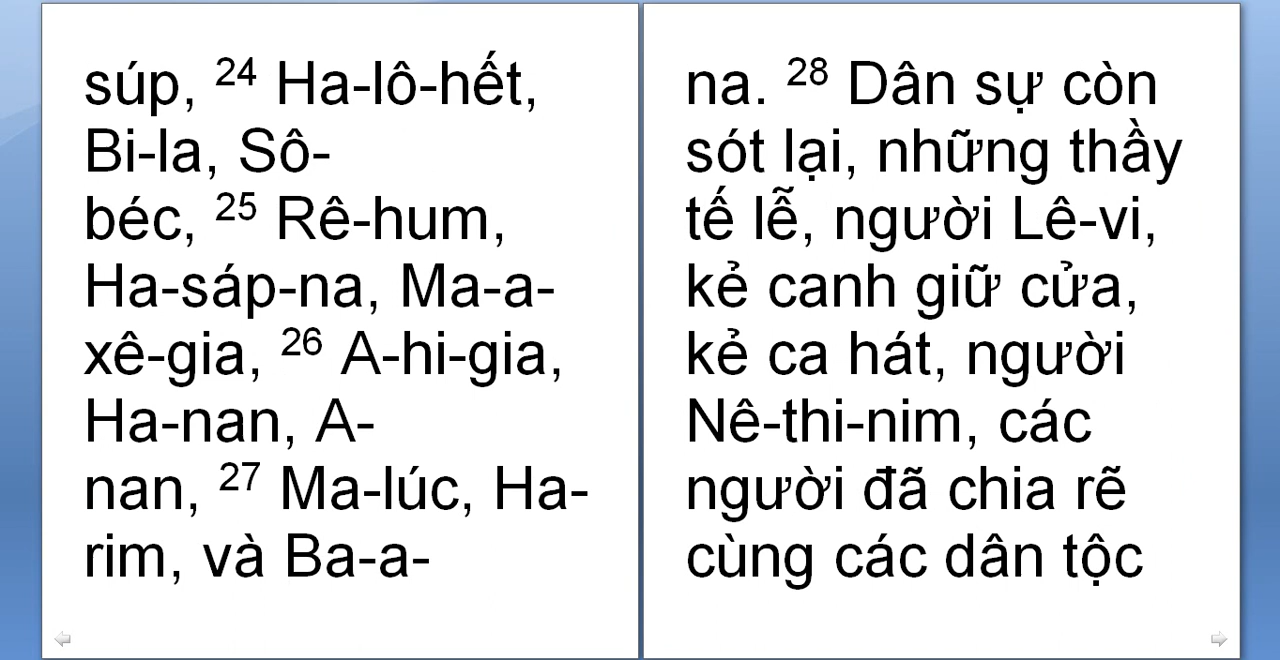 súp, ²⁴ Ha-lô-hết,
Bi-la, Sô-
béc, ²⁵ Rê-hum,
Ha-sáp-na, Ma-a-
xê-gia, ²⁶ A-hi-gia,
Ha-nan, A-
nan, ²⁷ Ma-lúc, Ha-
rim, và Ba-a-
na. ²⁸ Dân sự còn
sót lại, những thầy
tế lễ, người Lê-vi,
kẻ canh giữ cửa,
kẻ ca hát, người
Nê-thi-nim, các
người đã chia rẽ
cùng các dân tộc